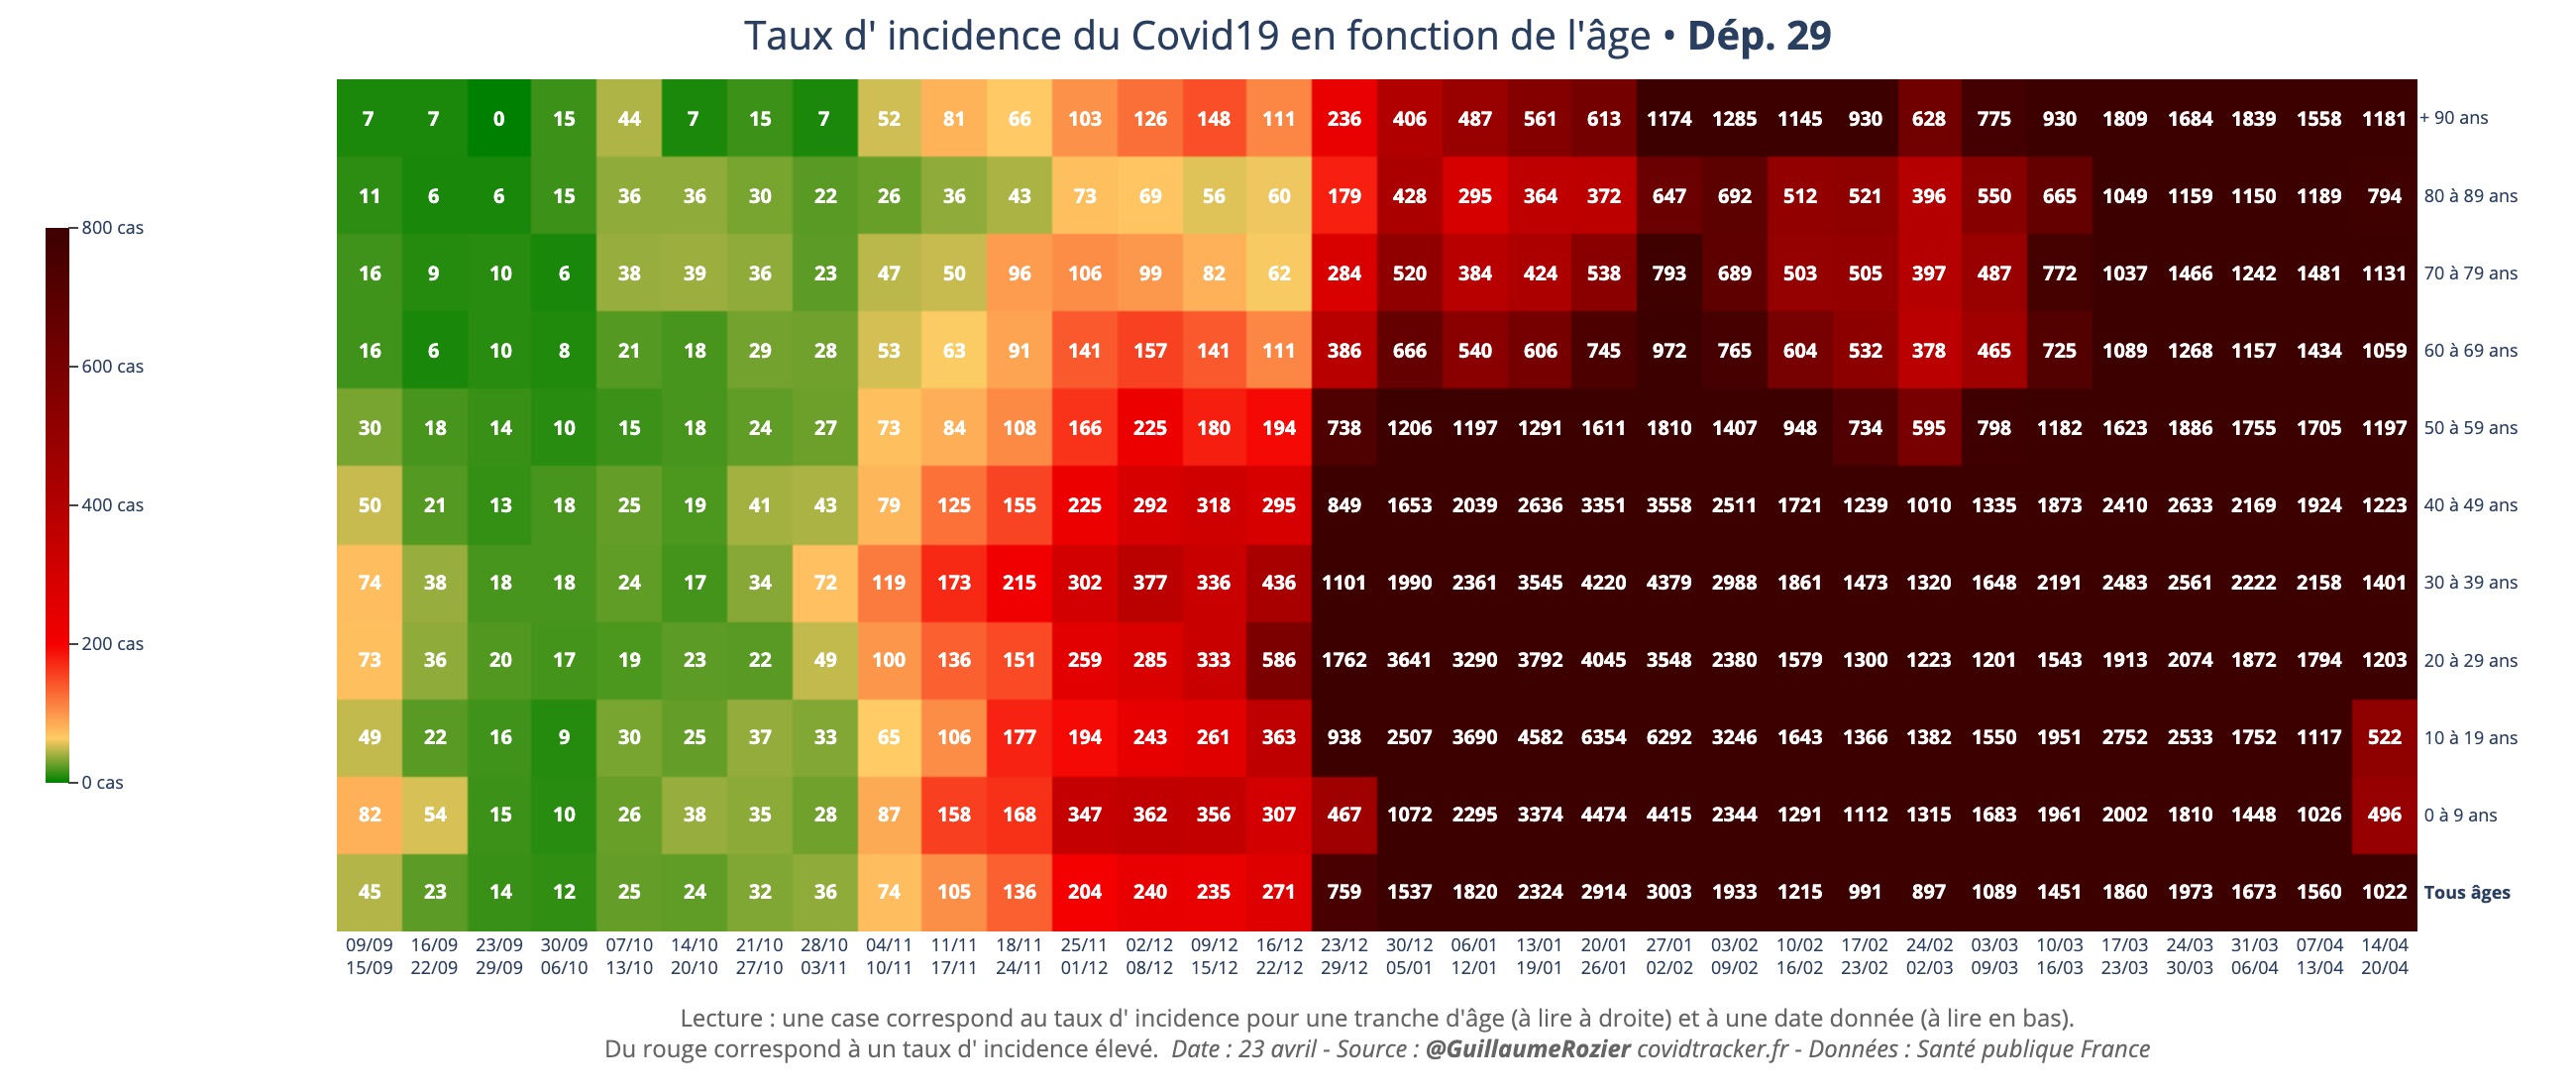 Taux d' incidence du Covid19 en fonction de l'âge • Dép. 29
7 7 0 15 44 7 15 7 52 81 66 103 126 148 111 236 406 487 561 613 1174 1285 1145 930 628 775 930 1809 1684 1839 1558 1181 + 90 ans
11 6 6 15 36 36 30 22 26 36 43 73 69 56 60 179 428 295 364 372 647 692 512 521 396 550 665 1049 1159 1150 1189 794 80 à 89 ans
800 cas
16 9 10 6 38 39 36 23 47 50 96 106 99 82 62 284 520 384 424 538 793 689 503 505 397 487 772 1037 1466 1242 1481 1131 70 à 79 ans
16 6 10 8 21 18 29 28 53 63 91 141 157 141 111 386 666 540 606 745 972 765 604 532 378 465 725 1089 1268 1157 1434 1059 60 à 69 ans
600 cas
30 18 14 10 15 18 24 27 73 84 108 166 225 180 194 738 1206 1197 1291 1611 1810 1407 948 734 595 798 1182 1623 1886 1755 1705 1197 50 à 59 ans
400 cas
50 21 13 18 25 19 41 43 79 125 155 225 292 318 295 849 1653 2039 2636 3351 3558 2511 1721 1239 1010 1335 1873 2410 2633 2169 1924 1223 40 à 49 ans
74 38 18 18 24 17 34 72 119 173 215 302 377 336 436 1101 1990 2361 3545 4220 4379 2988 1861 1473 1320 1648 2191 2483 2561 2222 2158 1401 30 à 39 ans
200 cas
73 36 20 17 19 23 22 49 100 136 151 259 285 333 586 1762 3641 3290 3792 4045 3548 2380 1579 1300 1223 1201 1543 1913 2074 1872 1794 1203 20 à 29 ans
49 22 16 9 30 25 37 33 65 106 177 194 243 261 363 938 2507 3690 4582 6354 6292 3246 1643 1366 1382 1550 1951 2752 2533 1752 1117 522 10 à 19 ans
0 cas
82 54 15 10 26 38 35 28 87 158 168 347 362 356 307 467 1072 2295 3374 4474 4415 2344 1291 1112 1315 1683 1961 2002 1810 1448 1026 496 0 à 9 ans
45 23 14 12 25 24 32 36 74 105 136 204 240 235 271 759 1537 1820 2324 2914 3003 1933 1215 991 897 1089 1451 1860 1973 1673 1560 1022 Tous âges
09/09 16/09 23/09 30/09 07/10 14/10 21/10 28/10 04/11 11/11 18/11 25/11 02/12 09/12 16/12 23/12 30/12 06/01 13/01 20/01 27/01 03/02 10/02 17/02 24/02 03/03 10/03 17/03 24/03 31/03 07/04 14/04
15/09 22/09 29/09 06/10 13/10 20/10 27/10 03/11 10/11 17/11 24/11 01/12 08/12 15/12 22/12 29/12 05/01 12/01 19/01 26/01 02/02 09/02 16/02 23/02 02/03 09/03 16/03 23/03 30/03 06/04 13/04 20/04
Lecture : une case correspond au taux d' incidence pour une tranche d'âge (à lire à droite) et à une date donnée (à lire en bas).
Du rouge correspond à un taux d' incidence élevé. Date : 23 avril - Source : @GuillaumeRozier covidtracker.fr - Données : Santé publique France